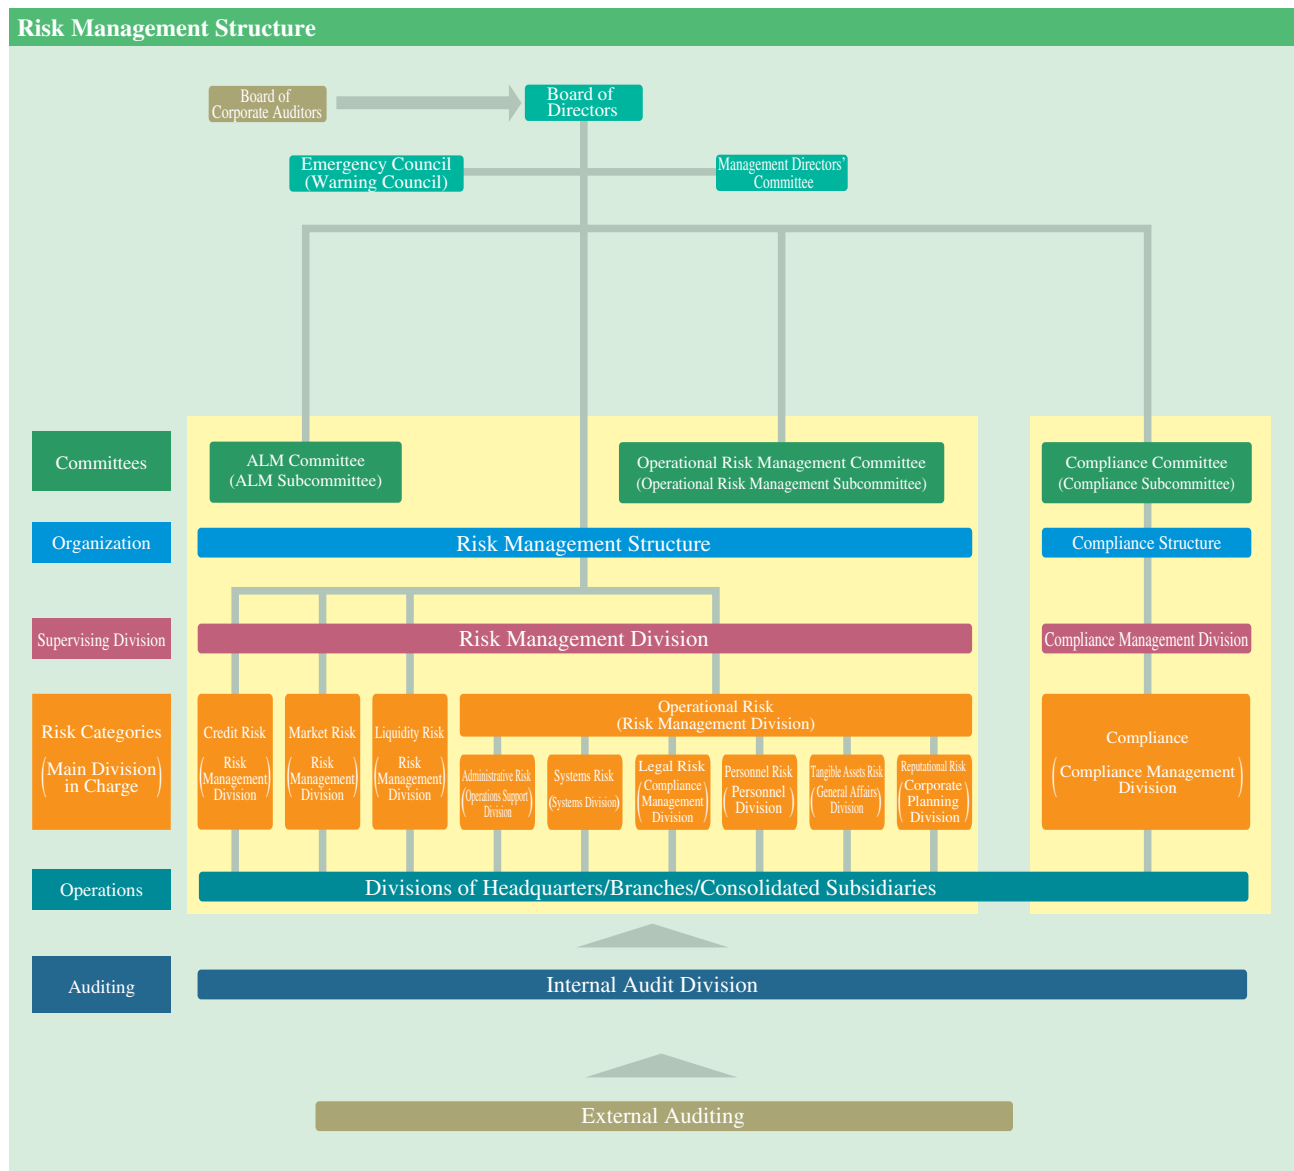 Risk Management Structure
Board of
Corporate Auditors
Board of
Directors
Emergency Council
(Warning Council)
Management Directors’
Committee
Committees
ALM Committee
(ALM Subcommittee)
Operational Risk Management Committee
(Operational Risk Management Subcommittee)
Compliance Committee
(Compliance Subcommittee)
Organization
Risk Management Structure
Compliance Structure
Supervising Division
Risk Management Division
Compliance Management Division
Risk Categories
(Main Division
in Charge)
Credit Risk
(Risk
Management
Division)
Market Risk
(Risk
Management
Division)
Liquidity Risk
(Risk
Management
Division)
Operational Risk
(Risk Management Division)
Administrative Risk
(Operations Support
Division)
Systems Risk
(Systems Division)
Legal Risk
(Compliance
Management
Division)
Personnel Risk
(Personnel
Division)
Tangible Assets Risk
(General Affairs
Division)
Reputational Risk
(Corporate
Planning
Division)
Compliance
(Compliance Management
Division)
Operations
Divisions of Headquarters/Branches/Consolidated Subsidiaries
Auditing
Internal Audit Division
External Auditing